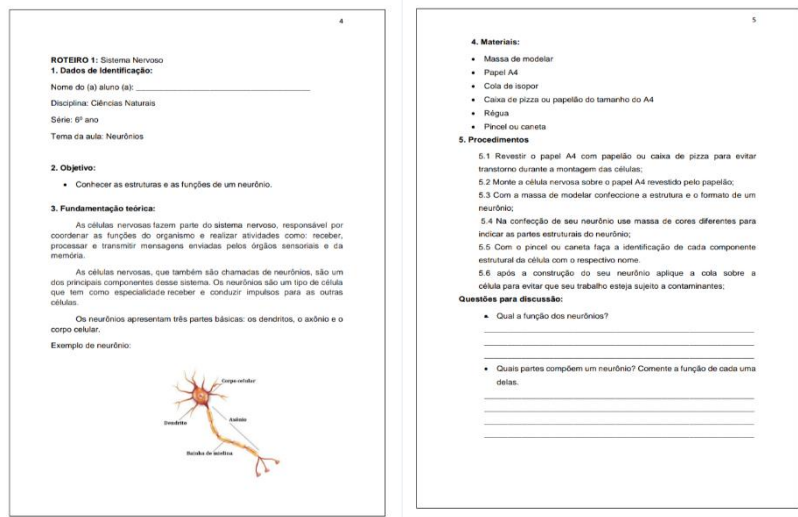 4
ROTEIRO 1: Sistema Nervoso
1. Dados de Identificação:
Nome do (a) aluno (a): ____________________
Disciplina: Ciências Naturais
Série: 6º ano
Tema da aula: Neurônios
2. Objetivo:
• Conhecer as estruturas e as funções de um neurônio.
3. Fundamentação teórica:
As células nervosas fazem parte do sistema nervoso, responsável por
coordenar as funções do organismo e realizar atividades como: receber,
processar e transmitir mensagens enviadas pelos órgãos sensoriais e da
memória.
As células nervosas, que também são chamadas de neurônios, são um
dos principais componentes desse sistema. Os neurônios são um tipo de célula
que tem como especialidade receber e conduzir impulsos para as outras
células.
Os neurônios apresentam três partes básicas: os dendritos, o axônio e o
corpo celular.
Exemplo de neurônio:
Corpo celular
Dendrito
Axônio
Bainha de mielina
5
4. Materiais:
• Massa de modelar
• Papel A4
• Cola de isopor
• Caixa de pizza ou papelão do tamanho do A4
• Régua
• Pincel ou caneta
5. Procedimentos
5.1 Revestir o papel A4 com papelão ou caixa de pizza para evitar
transtorno durante a montagem das células;
5.2 Monte a célula nervosa sobre o papel A4 revestido pelo papelão;
5.3 Com a massa de modelar confeccione a estrutura e o formato de um
neurônio;
5.4 Na confecção de seu neurônio use massa de cores diferentes para
indicar as partes estruturais do neurônio;
5.5 Com o pincel ou caneta faça a identificação de cada componente
estrutural da célula com o respectivo nome.
5.6 após a construção do seu neurônio aplique a cola sobre a
célula para evitar que seu trabalho esteja sujeito a contaminantes;
Questões para discussão:
• Qual a função dos neurônios?
• Quais partes compõem um neurônio? Comente a função de cada uma
delas.